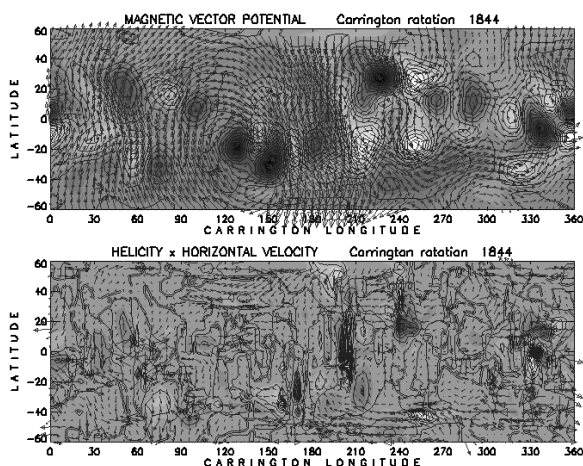 MAGNETIC VECTOR POTENTIAL Carrington ratation 1844
60
40
20
0
-20
-40
-60
LATITUDE
0 30 60 90 120 150 180 210 240 270 300 330 360
CARRINGTON LONGITUDE
HELICITY x HORIZONTAL VELOCITY Carrington ratation 1844
60
40
20
0
-20
-40
-60
LATITUDE
0 30 60 90 120 150 180 210 240 270 300 330 360
CARRINGTON LONGITUDE